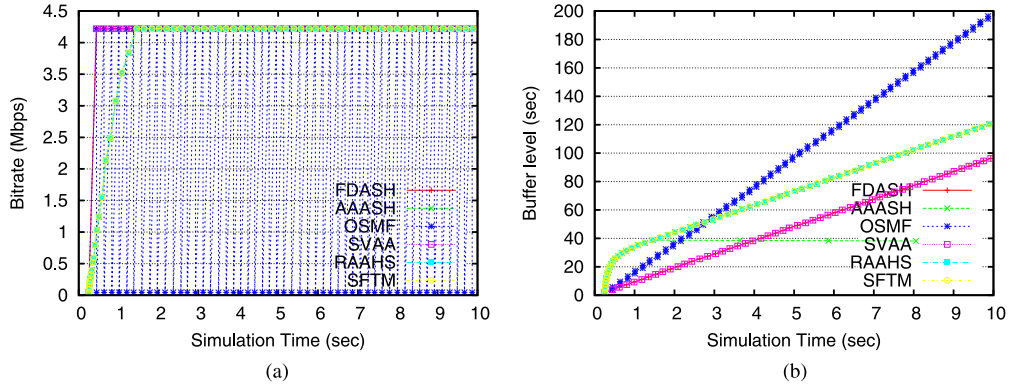 4.5
4
3.5
3
2.5
2
1.5
1
0.5
0
Bitrate (Mbps)
FDASH
AAASH
OSMF
SVAA
RAAHS
SFTM
0 1 2 3 4 5 6 7 8 9 10
Simulation Time (sec)
(a)
200
180
160
140
120
100
80
60
40
20
0
Buffer level (sec)
FDASH
AAASH
OSMF
SVAA
RAAHS
SFTM
0 1 2 3 4 5 6 7 8 9 10
Simulation Time (sec)
(b)